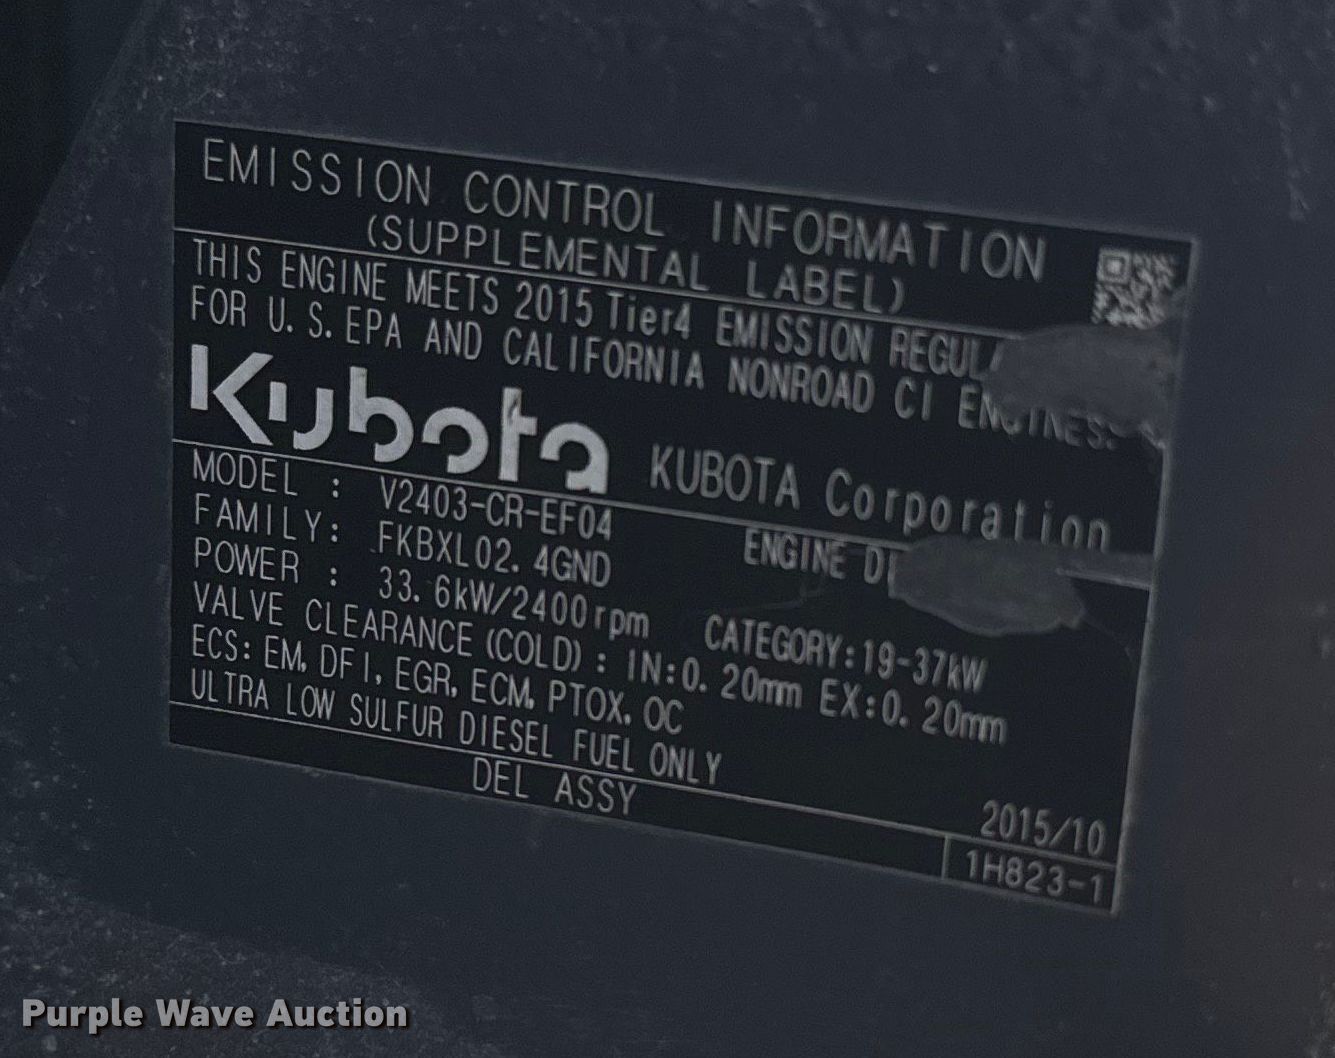 EMISSION CONTROL INFORMATION
(SUPPLEMENTAL LABEL)
THIS ENGINE MEETS 2015 Tier4 EMISSION
FOR U.S.EPA AND CALIFORNIA NONROAD CI ENGINES.
Kubota KUBOTA Corporation
MODEL : V2403-CR-EF04
FAMILY: FKBXL02.4GND ENGINE
POWER : 33.6kW/2400rpm CATEGORY:19-37kW
VALVE CLEARANCE(COLD): IN:0.20mm EX:0.20mm
ECS: EM, DFI, EGR, ECM, PTOX, OC
ULTRA LOW SULFUR DIESEL FUEL ONLY
2015/10
DEL ASSY
1H823-1
Purple Wave Auction